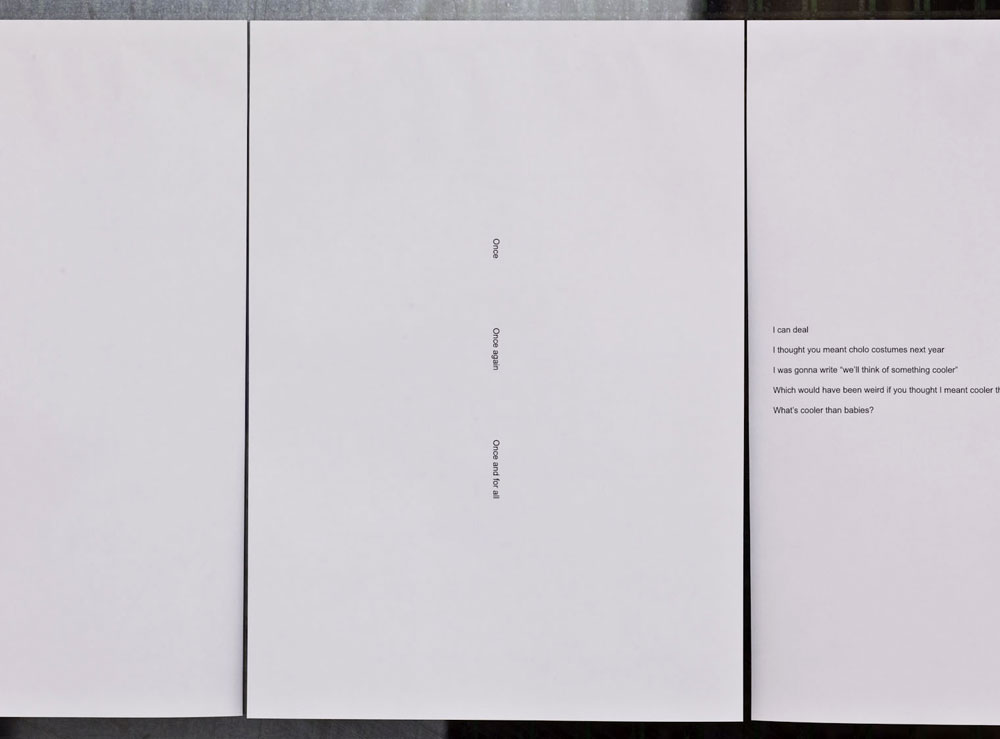 Once
Once again
Once and for all
I can deal
I thought you meant cholo costumes next year
I was gonna write “we’ll think of something cooler”
Which would have been weird if you thought I meant cooler
What’s cooler than babies?